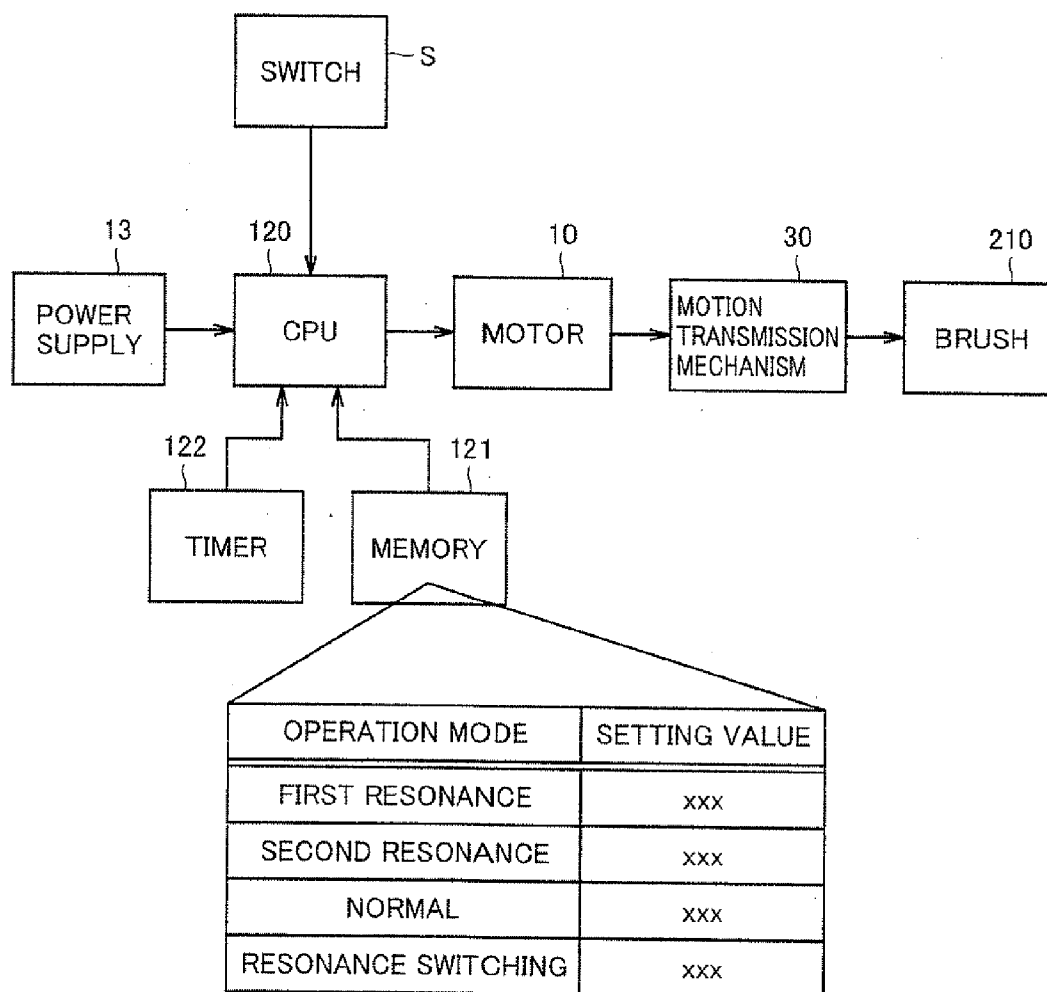 SWITCH
S
13
120
10
30
210
POWER
SUPPLY
CPU
MOTOR
MOTION
TRANSMISSION
MECHANISM
BRUSH
122
121
TIMER
MEMORY
OPERATION MODE
SETTING VALUE
FIRST RESONANCE
xxx
SECOND RESONANCE
xxx
NORMAL
xxx
RESONANCE SWITCHING
xxx